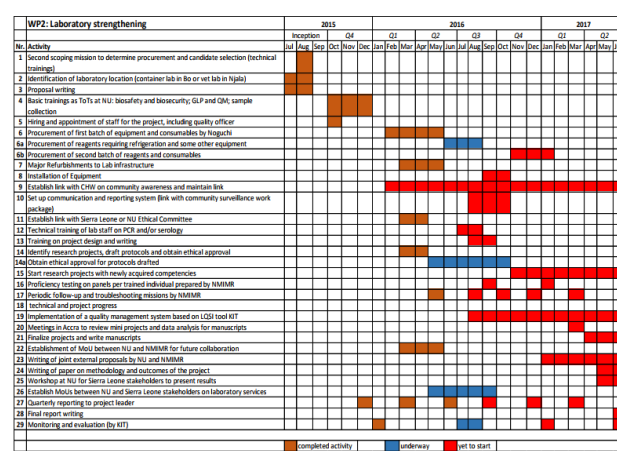 WP2: Laboratory strengthening 2015 2016 2017
Inception Q4 Q1 Q2 Q3 Q4 Q1 Q2
Nr. Activity Jul Aug Sep Oct Nov Dec Jan Feb Mar Apr May Jun Jul Aug Sep Oct Nov Dec Jan Feb Mar Apr May
1 Second scoping mission to determine procurement and candidate selection (technical
trainings)
2 Identification of laboratory location (container lab in Bo or vet lab in Njala)
3 Proposal writing
4 Basic trainings as ToTs at NU: biosafety and biosecurity; GLP and QM; sample
collection
5 Hiring and appointment of staff for the project, including quality officer
6 Procurement of first batch of equipment and consumables by Noguchi
6a Procurement of reagents requiring refrigeration and some other equipment
6b Procurement of second batch of reagents and consumables
7 Major Refurbishments to Lab infrastructure
8 Installation of Equipment
9 Establish link with CHW on community awareness and maintain link
10 Set up communication and reporting system (link with community surveillance work
package)
11 Establish link with Sierra Leone or NU Ethical Committee
12 Technical training of lab staff on PCR and/or serology
13 Training on project design and writing
14 Identify research projects, draft protocols and obtain ethical approval
14a Obtain ethical approval for protocols drafted
15 Start research projects with newly acquired competencies
16 Proficiency testing on panels per trained individual prepared by NMIMR
17 Periodic follow-up and troubleshooting missions by NMIMR
18 technical and project progress
19 Implementation of a quality management system based on LQSI tool KIT
20 Meetings in Accra to review mini projects and data analysis for manuscripts
21 Finalize projects and write manuscripts
22 Establishment of MoU between NU and NMIMR for future collaboration
23 Writing of joint external proposals by NU and NMIMR
24 Writing of paper on methodology and outcomes of the project
25 Workshop at NU for Sierra Leone stakeholders to present results
26 Establish MoUs between NU and Sierra Leone stakeholders on laboratory services
27 Quarterly reporting to project leader
28 Final report writing
29 Monitoring and evaluation (by KIT)
completed activity underway yet to start